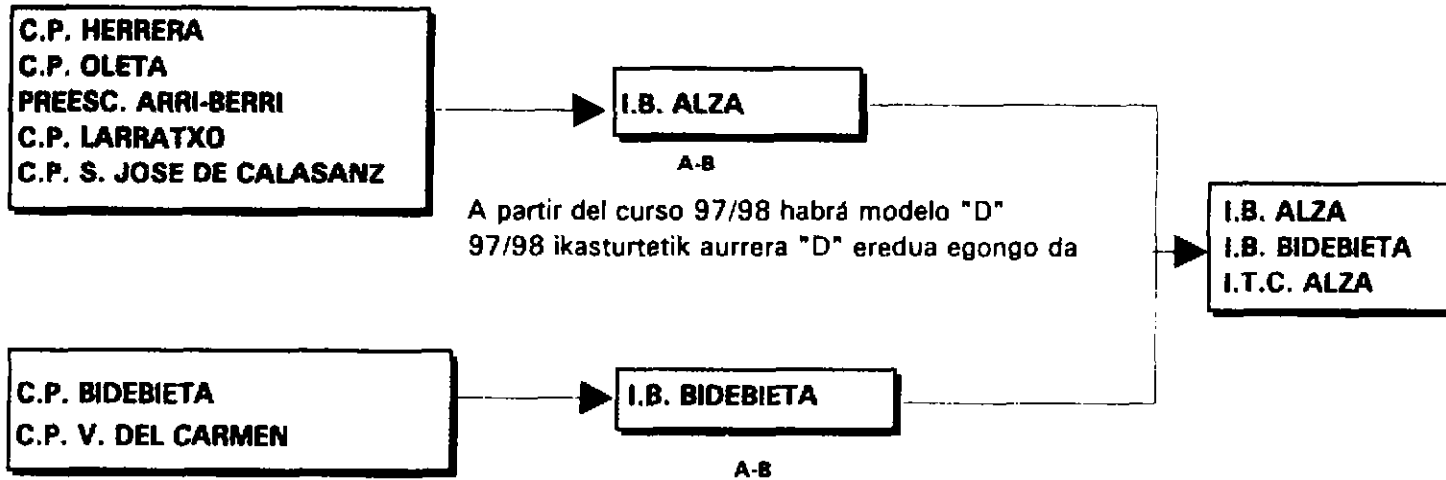 C.P. HERRERA
C.P. OLETA
PREESC. ARRI-BERRI
C.P. LARRATXO
C.P. S. JOSE DE CALASANZ
I.B. ALZA
A-B
A partir del curso 97/98 habrá modelo "D"
97/98 ikasturtetik aurrera "D" eredua egongo da
I.B. ALZA
I.B. BIDEBIETA
I.T.C. ALZA
C.P. BIDEBIETA
C.P. V. DEL CARMEN
I.B. BIDEBIETA
A-B